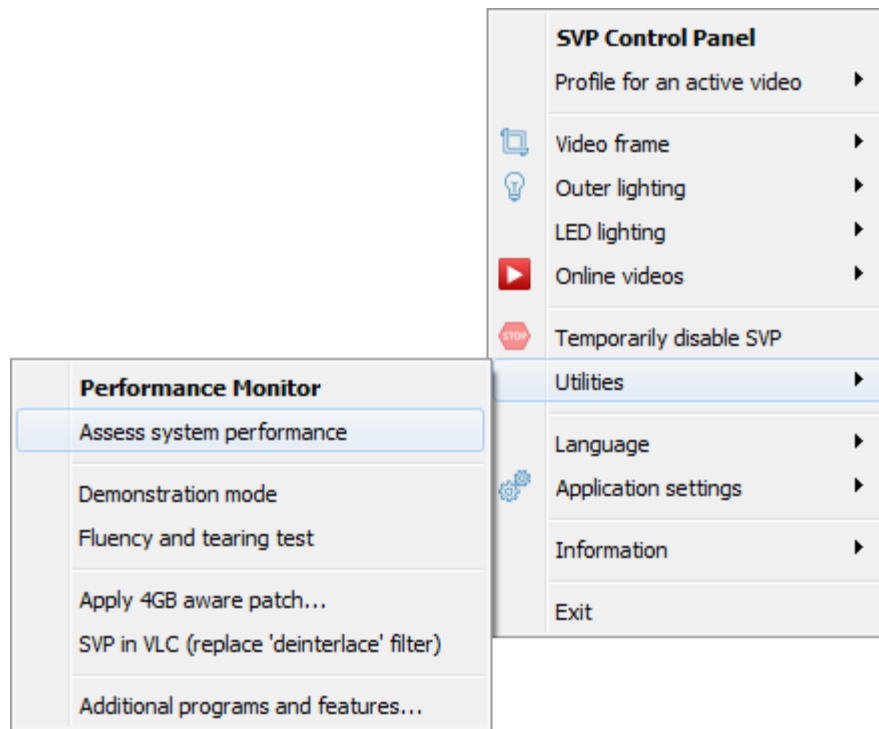 SVP Control Panel
Profile for an active video
Video frame
Outer lighting
LED lighting
Online videos
STOP
Temporarily disable SVP
Utilities
Language
Application settings
Information
Exit
Performance Monitor
Assess system performance
Demonstration mode
Fluency and tearing test
Apply 4GB aware patch...
SVP in VLC (replace 'deinterlace' filter)
Additional programs and features...